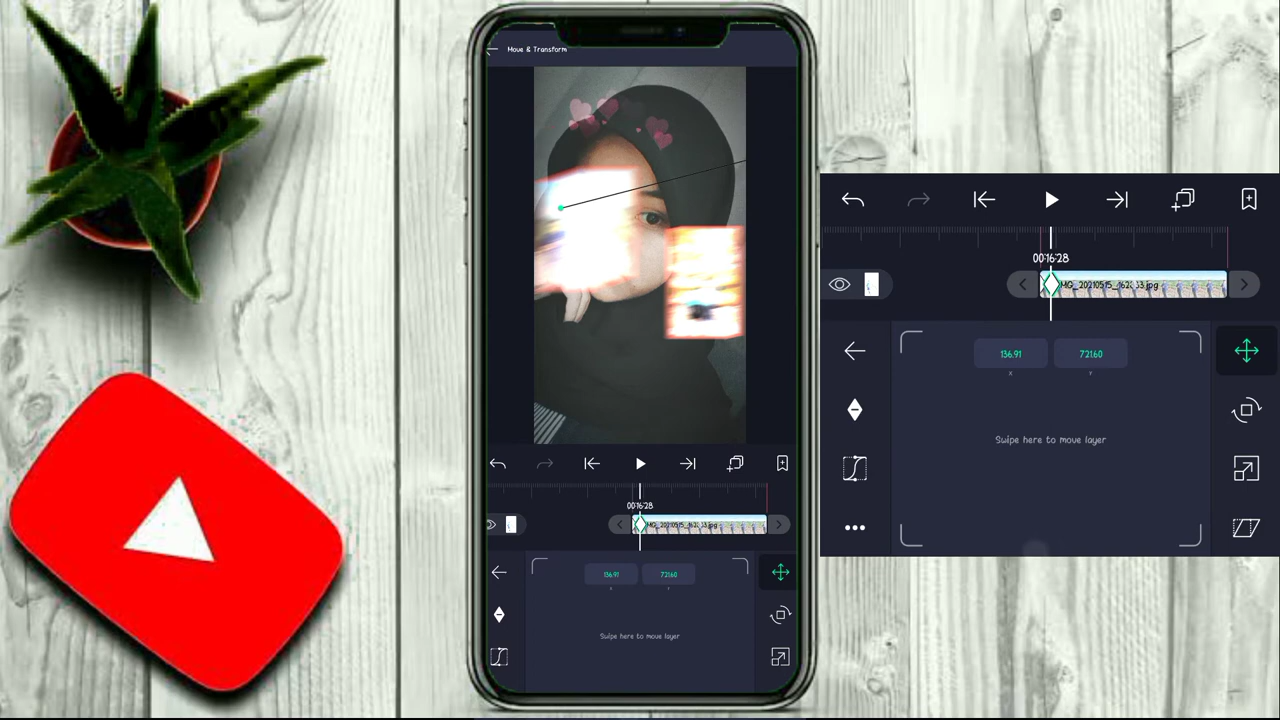 Move & Transform
00:16:28
136.91
721.60
X
Y
Swipe here to move layer
00:16:28
136.91
721.60
X
Y
Swipe here to move layer